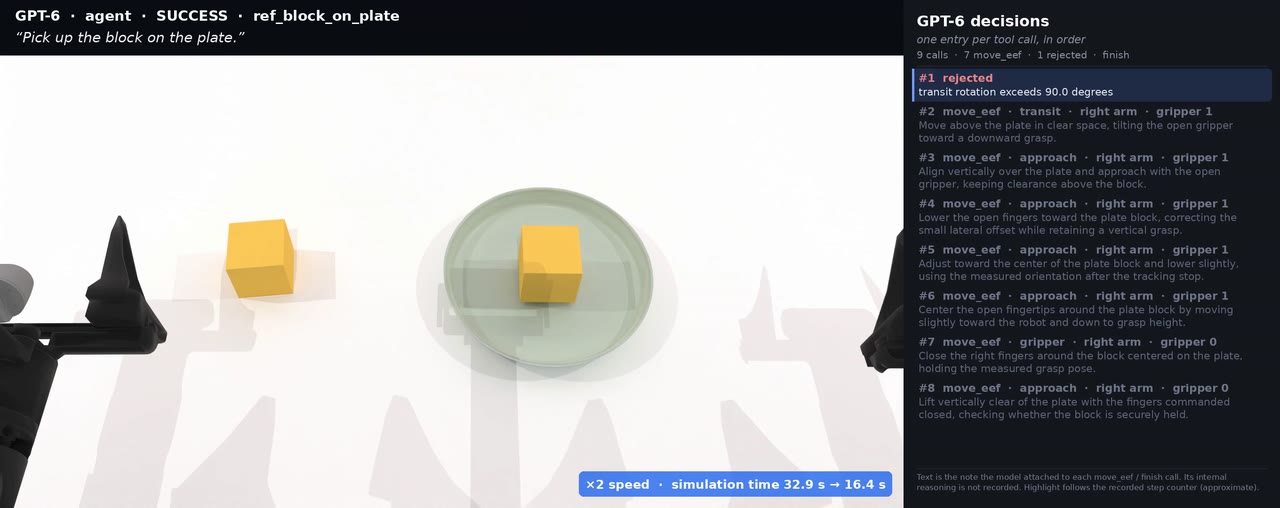 GPT-6 · agent · SUCCESS · ref_block_on_plate
“Pick up the block on the plate.”
×2 speed · simulation time 32.9 s → 16.4 s
GPT-6 decisions
one entry per tool call, in order
9 calls · 7 move_eef · 1 rejected · finish
#1 rejected
transit rotation exceeds 90.0 degrees
#2 move_eef · transit · right arm · gripper 1
Move above the plate in clear space, tilting the open gripper
toward a downward grasp.
#3 move_eef · approach · right arm · gripper 1
Align vertically over the plate and approach with the open
gripper, keeping clearance above the block.
#4 move_eef · approach · right arm · gripper 1
Lower the open fingers toward the plate block, correcting the
small lateral offset while retaining a vertical grasp.
#5 move_eef · approach · right arm · gripper 1
Adjust toward the center of the plate block and lower slightly,
using the measured orientation after the tracking stop.
#6 move_eef · approach · right arm · gripper 1
Center the open fingertips around the plate block by moving
slightly toward the robot and down to grasp height.
#7 move_eef · gripper · right arm · gripper 0
Close the right fingers around the block centered on the plate,
holding the measured grasp pose.
#8 move_eef · approach · right arm · gripper 0
Lift vertically clear of the plate with the fingers commanded
closed, checking whether the block is securely held.
Text is the note the model attached to each move_eef / finish call. Its internal
reasoning is not recorded. Highlight follows the recorded step counter (approximate).